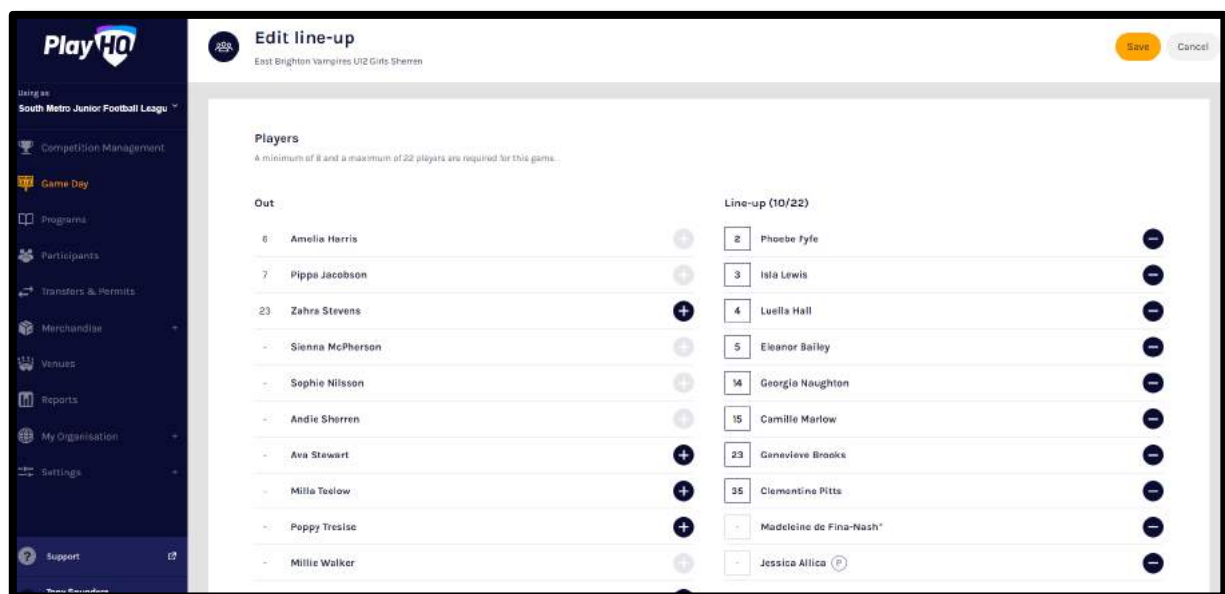 PlayHQ
Edit line-up
East Brighton Vampires U12 Girls Sherren
Save
Cancel
Using as
South Metro Junior Football Leagu
Competition Management
Game Day
Programs
Participants
Transfers & Permits
Merchandise +
Venues
Reports
My Organisation +
Settings +
? Support
Tony Saunders
Players
A minimum of 8 and a maximum of 22 players are required for this game.
Out
6 Amelia Harris
7 Pippa Jacobson
23 Zahra Stevens
- Sienna McPherson
- Sophie Nilsson
- Andie Sherren
- Ava Stewart
- Milla Teelow
- Poppy Tresise
- Millie Walker
Line-up (10/22)
2 Phoebe Fyfe
3 Isla Lewis
4 Luella Hall
5 Eleanor Bailey
14 Georgia Naughton
15 Camille Marlow
23 Genevieve Brooks
35 Clementine Pitts
- Madeleine de Fina-Nash*
- Jessica Allica P